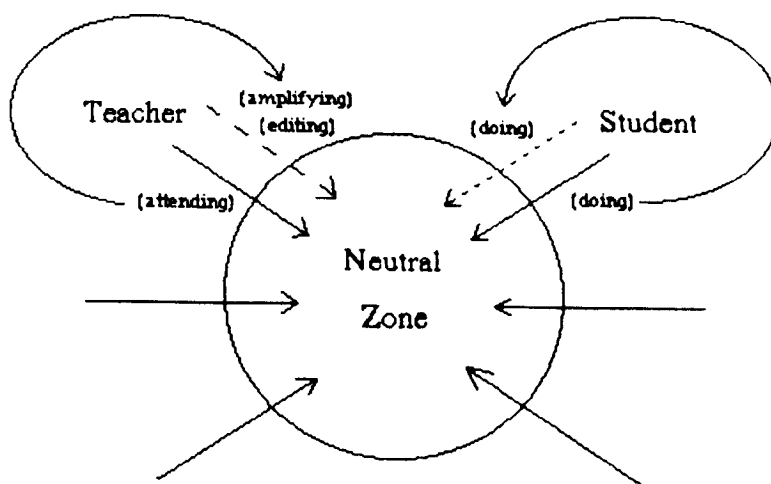 (amplifying)
Teacher
(editing)
(doing)
Student
(attending)
(doing)
Neutral
Zone